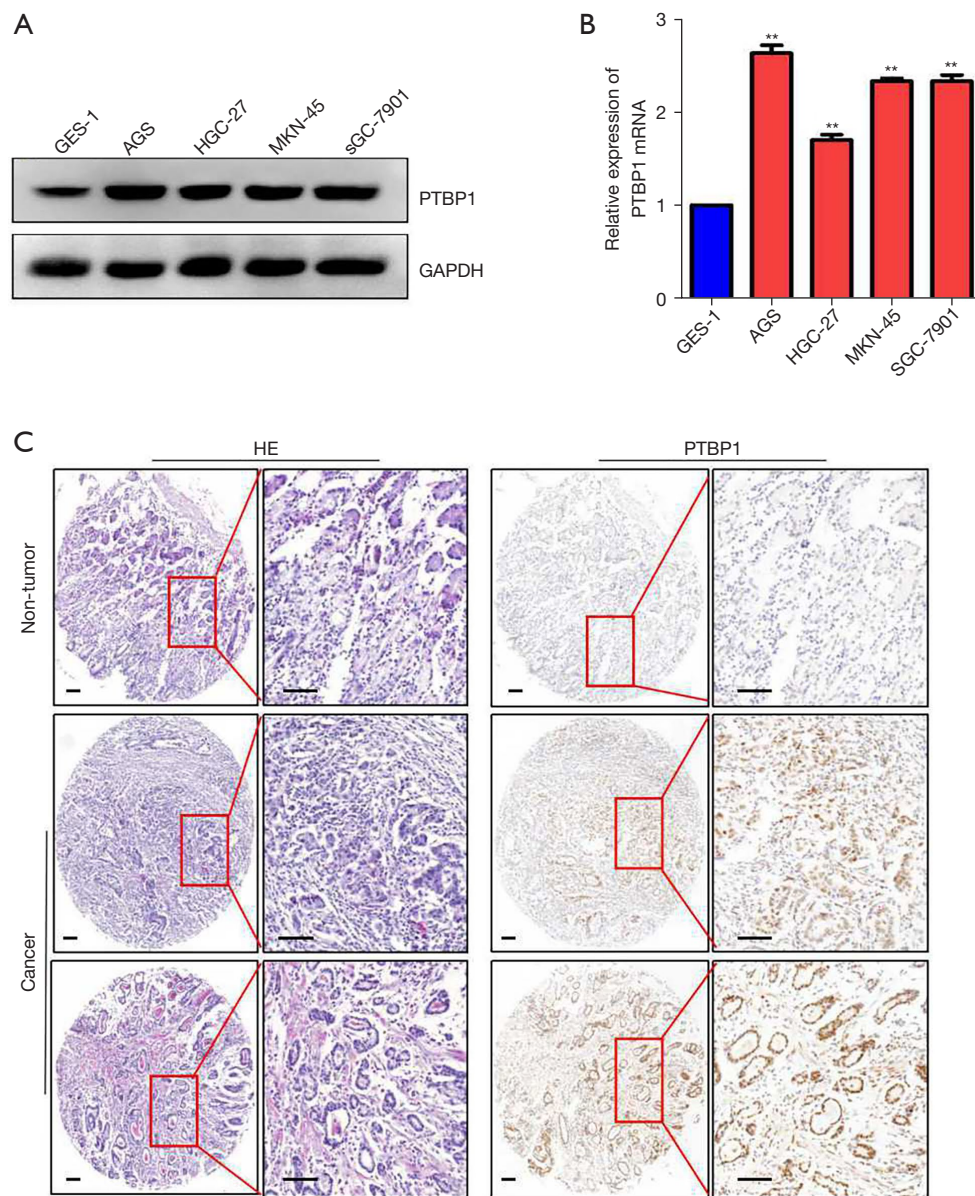 A
GES-1
AGS
HGC-27
MKN-45
sGC-7901
PTBP1
GAPDH
B
Relative expression of
PTBP1 mRNA
3
2
1
0
**
**
**
**
GES-1
AGS
HGC-27
MKN-45
SGC-7901
C
HE
PTBP1
Non-tumor
Cancer